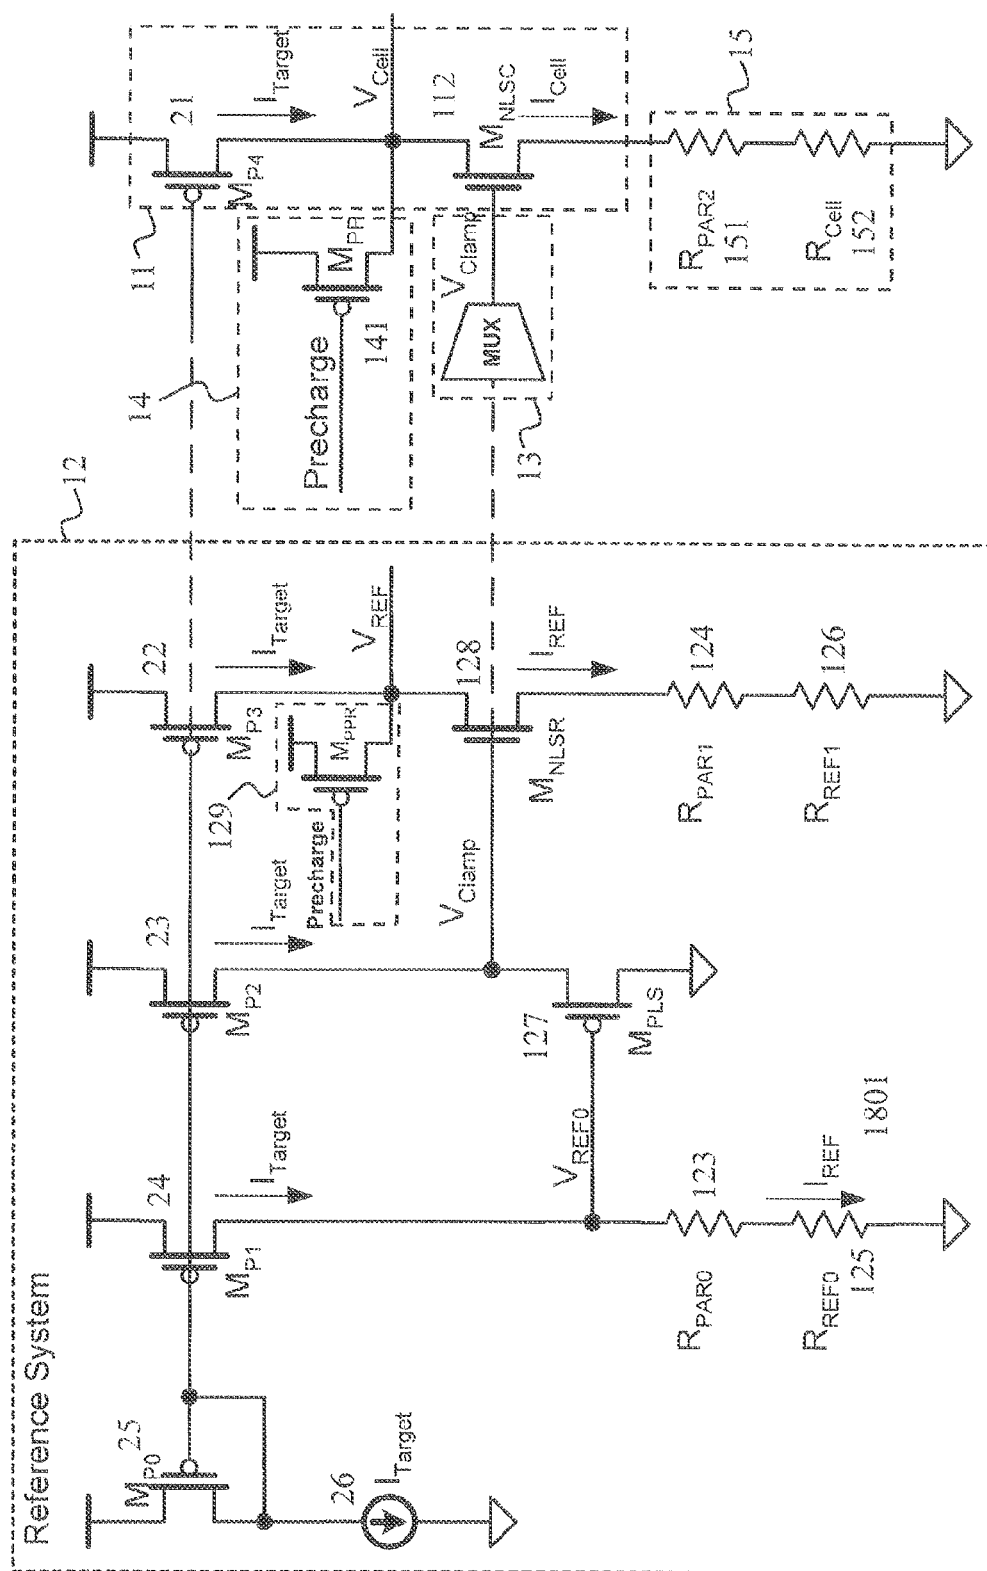 Reference System
12
M_P0
25
26
I_Target
24
M_P1
I_Target
V_REF0
R_PAR0
123
R_REF0
125
I_REF
1801
23
M_P2
I_Target
V_Clamp
127
M_PLS
22
M_P3
I_Target
129
Precharge
M_PPR
V_REF
128
M_NLSR
I_REF
R_PAR1
124
R_REF1
126
11
21
M_P4
I_Target
14
Precharge
M_PR
141
V_Cell
13
MUX
V_Clamp
112
M_NLSC
I_Cell
15
R_PAR2
151
R_Cell
152